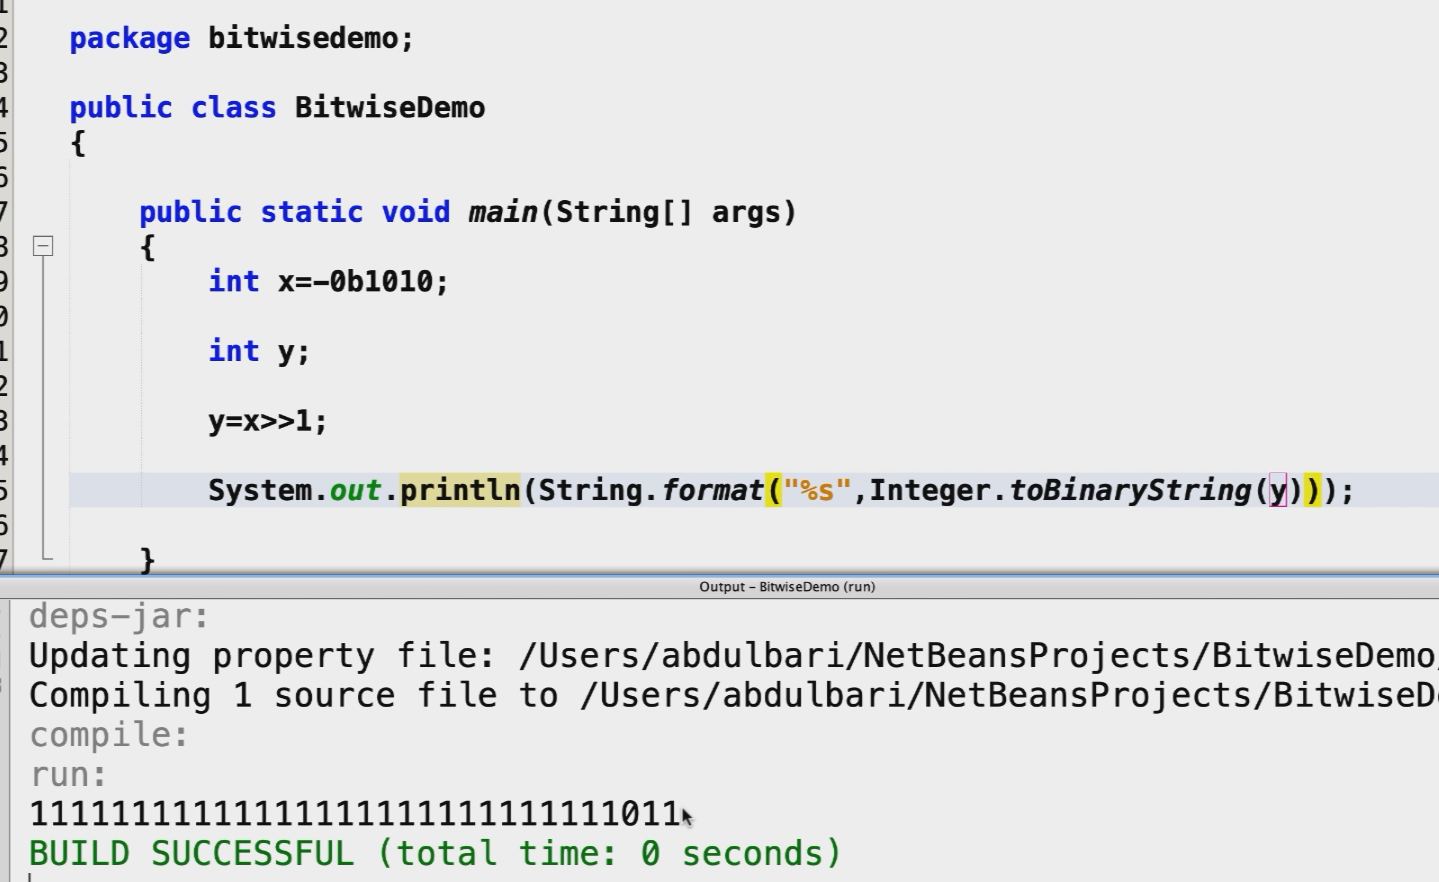 2 package bitwisedemo;
3
4 public class BitwiseDemo
5 {
6
7 public static void main(String[] args)
8 {
9 int x=-0b1010;
0
1 int y;
2
3 y=x>>1;
4
5 System.out.println(String.format("%s",Integer.toBinaryString(y)));
6
7 }
Output - BitwiseDemo (run)
deps-jar:
Updating property file: /Users/abdulbari/NetBeansProjects/BitwiseDemo/
Compiling 1 source file to /Users/abdulbari/NetBeansProjects/BitwiseD
compile:
run:
11111111111111111111111111111011
BUILD SUCCESSFUL (total time: 0 seconds)